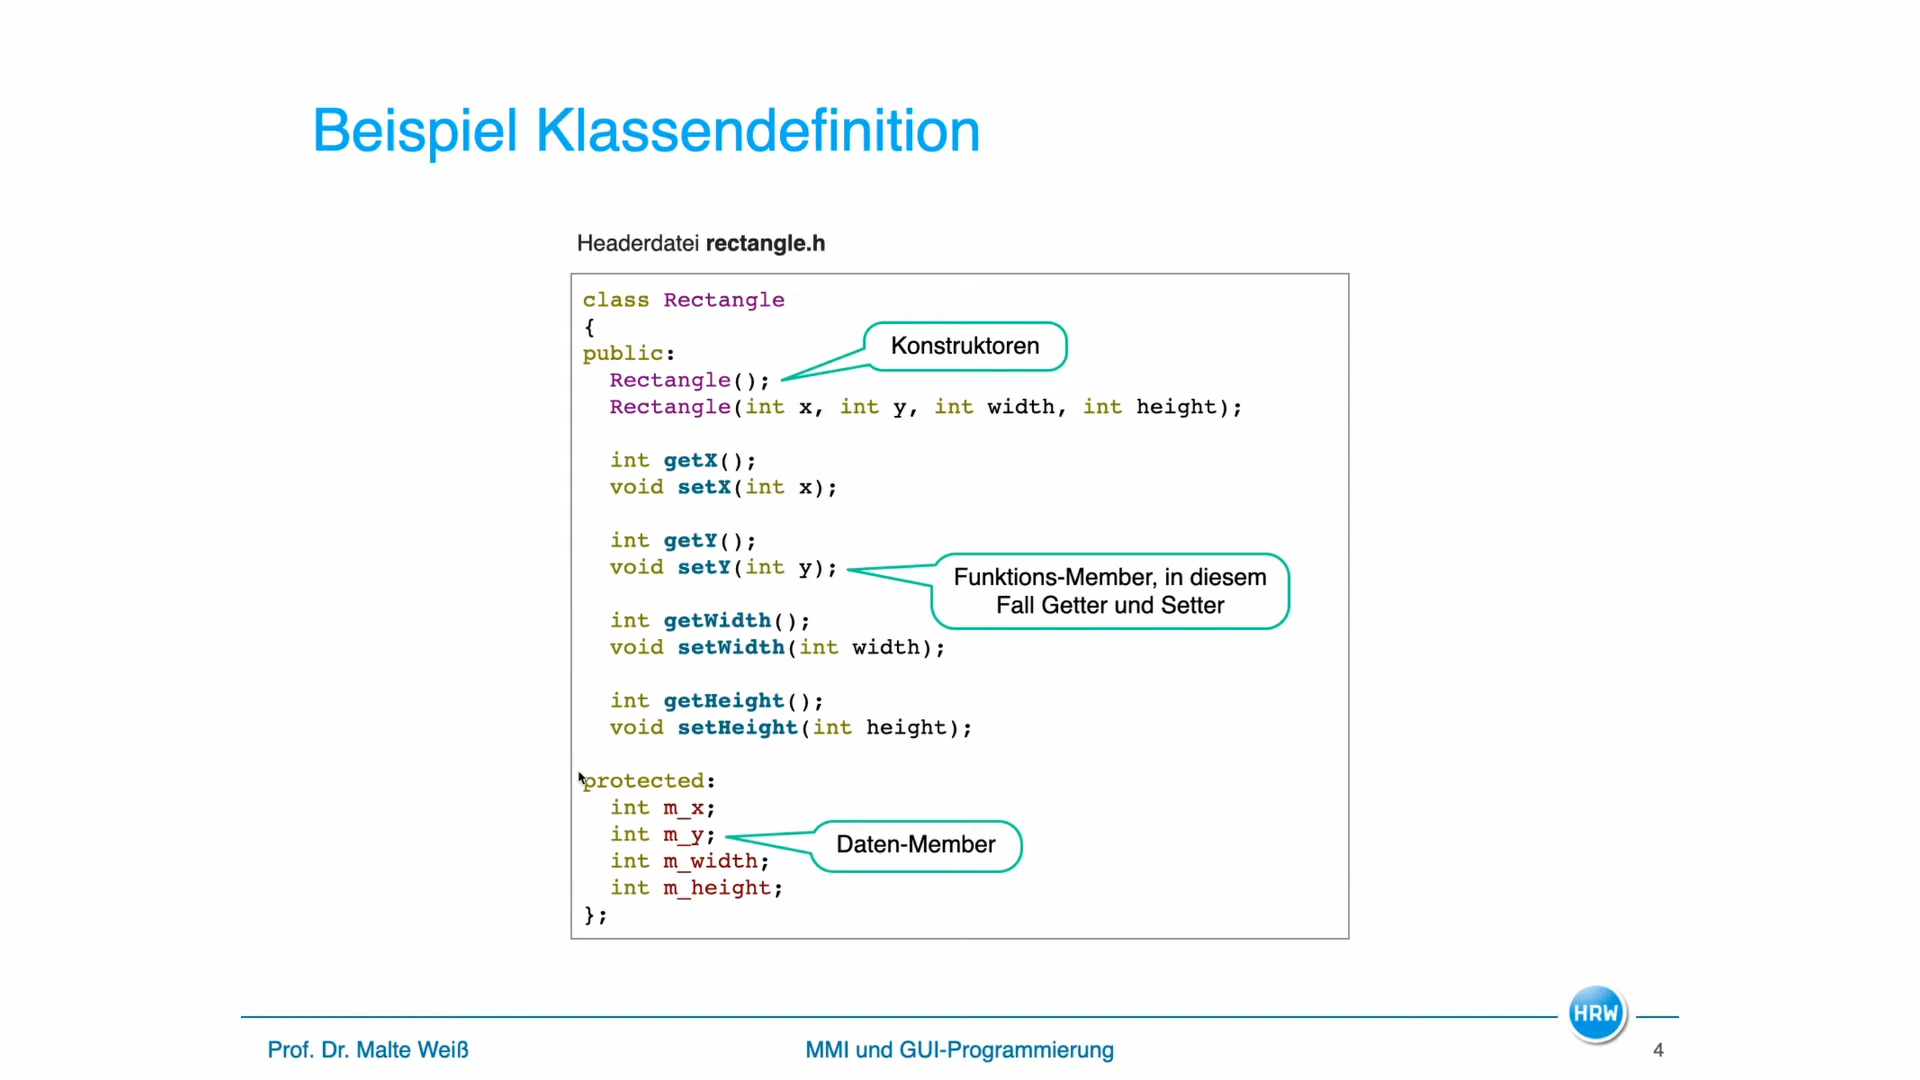 Beispiel Klassendefinition
Headerdatei rectangle.h
class Rectangle
{
public:
Konstruktoren
Rectangle();
Rectangle(int x, int y, int width, int height);
int getX();
void setX(int x);
int getY();
void setY(int y);
Funktions-Member, in diesem
Fall Getter und Setter
int getWidth();
void setWidth(int width);
int getHeight();
void setHeight(int height);
protected:
int m_x;
int m_y;
Daten-Member
int m_width;
int m_height;
};
HRW
Prof. Dr. Malte Weiß
MMI und GUI-Programmierung
4